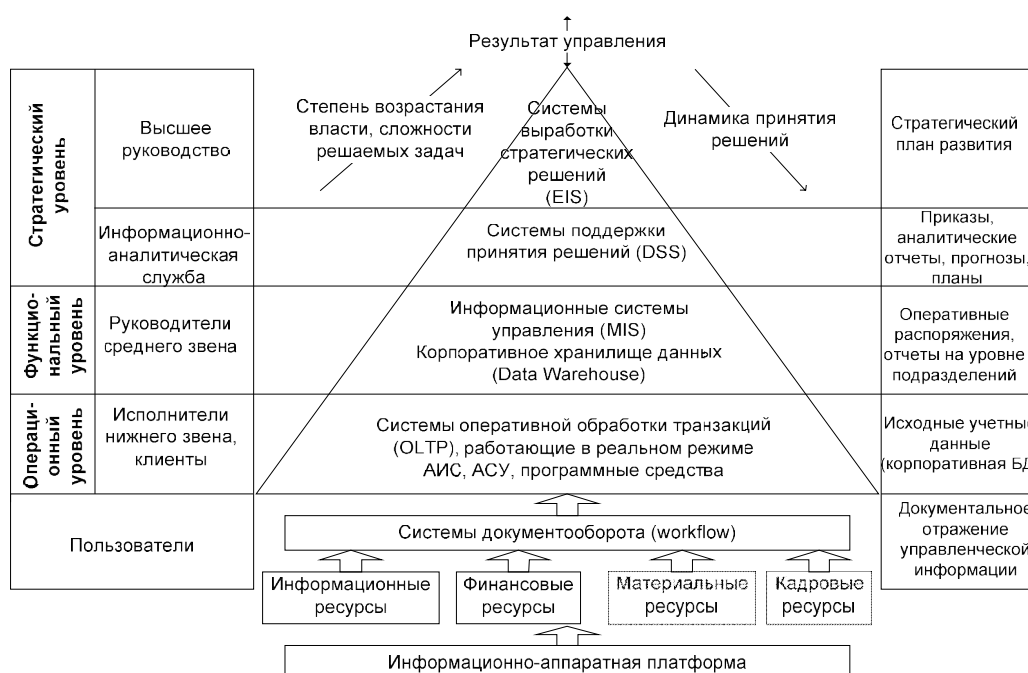 Результат управления
Стратегический
уровень
Высшее
руководство
Степень возрастания
власти, сложности
решаемых задач
Системы
выработки
стратегических
решений
(EIS)
Динамика принятия
решений
Стратегический
план развития
Информационно-
аналитическая
служба
Системы поддержки
принятия решений (DSS)
Приказы,
аналитические
отчеты, прогнозы,
планы
Функцио-
нальный
уровень
Руководители
среднего звена
Информационные системы
управления (MIS)
Корпоративное хранилище данных
(Data Warehouse)
Оперативные
распоряжения,
отчеты на уровне
подразделений
Операци-
онный
уровень
Исполнители
нижнего звена,
клиенты
Системы оперативной обработки транзакций
(OLTP), работающие в реальном режиме
АИС, АСУ, программные средства
Исходные учетные
данные
(корпоративная БД
Пользователи
Системы документооборота (workflow)
Документальное
отражение
управленческой
информации
Информационные
ресурсы
Финансовые
ресурсы
Материальные
ресурсы
Кадровые
ресурсы
Информационно-аппаратная платформа